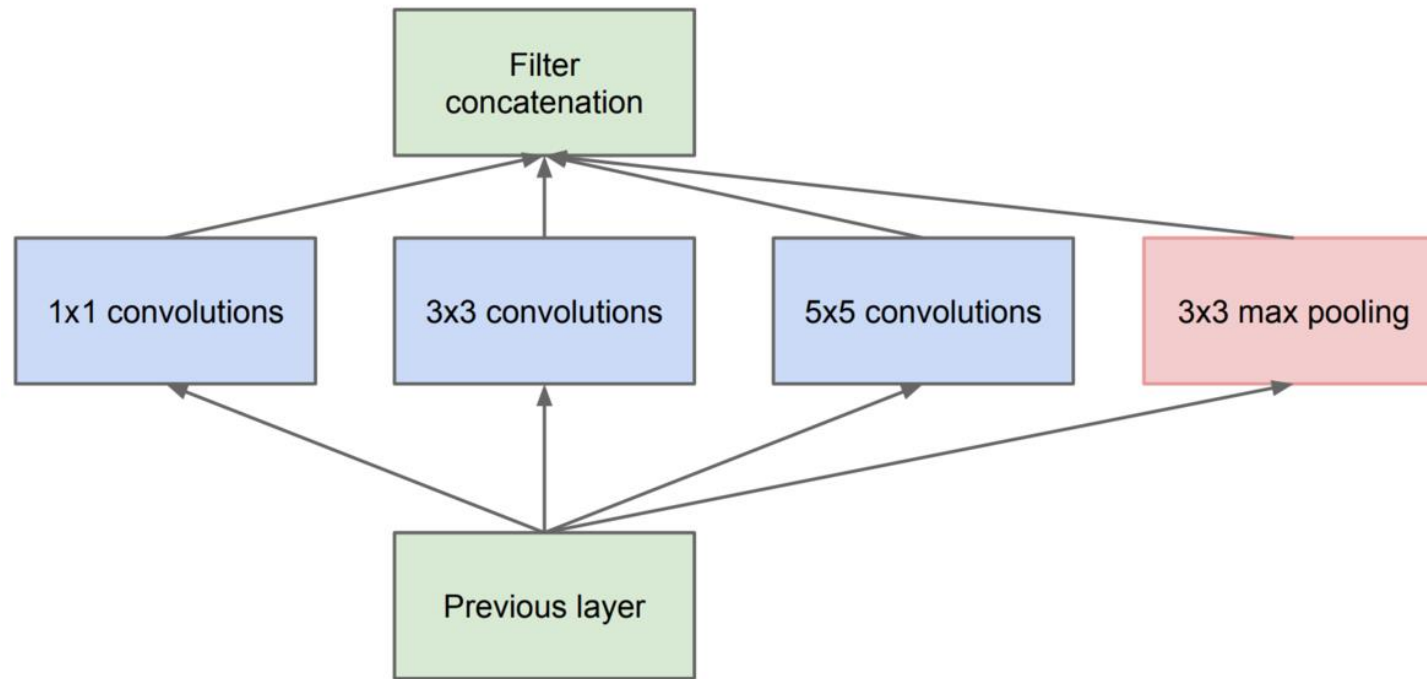 Filter
concatenation
1x1 convolutions
3x3 convolutions
5x5 convolutions
3x3 max pooling
Previous layer